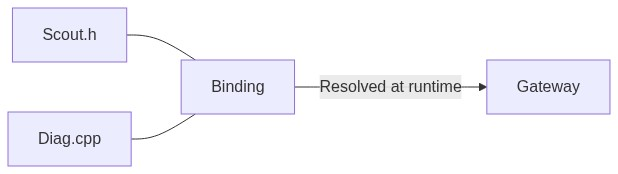 Scout.h
Binding
Resolved at runtime
Gateway
Diag.cpp